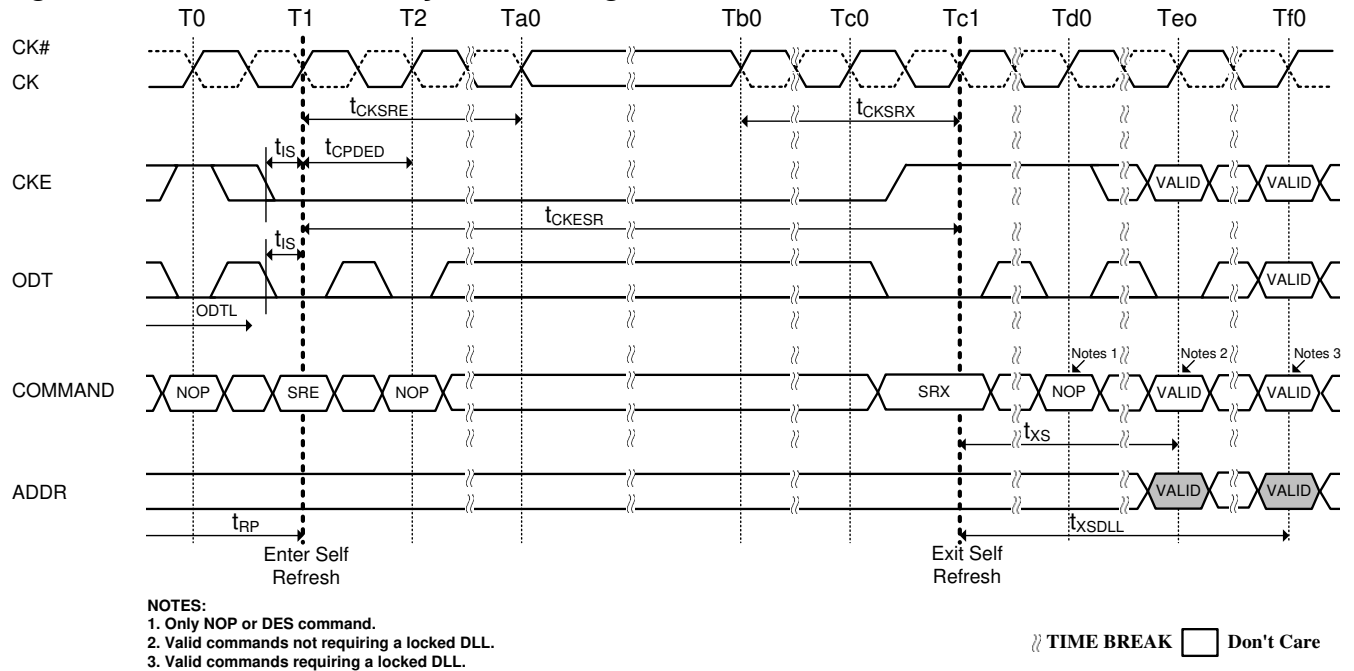 T0 T1 T2 Ta0 Tb0 Tc0 Tc1 Td0 Teo Tf0
CK#
CK
tCKSRE tCKSRX
tIS tCPDED
CKE VALID VALID
tCKESR
tIS
ODT VALID
ODTL
Notes 1 Notes 2 Notes 3
COMMAND NOP SRE NOP SRX NOP VALID VALID
tXS
ADDR VALID VALID
tRP tXSDLL
Enter Self Exit Self
Refresh Refresh
NOTES:
1. Only NOP or DES command.
2. Valid commands not requiring a locked DLL.
3. Valid commands requiring a locked DLL.
TIME BREAK Don't Care